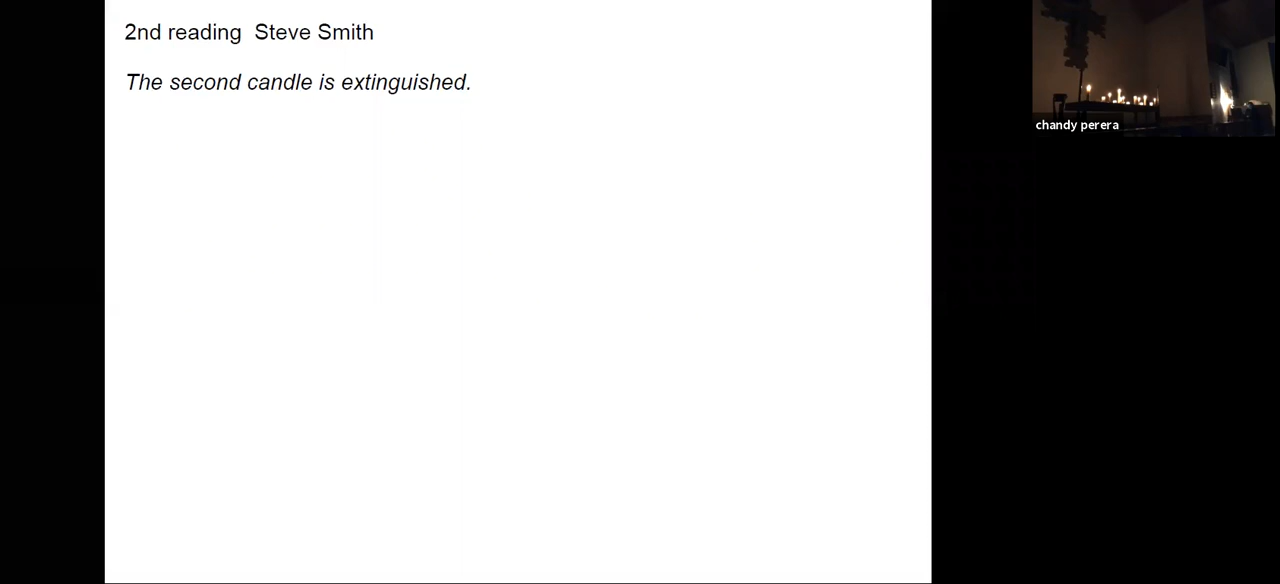 2nd reading  Steve Smith
The second candle is extinguished.
chandy perera